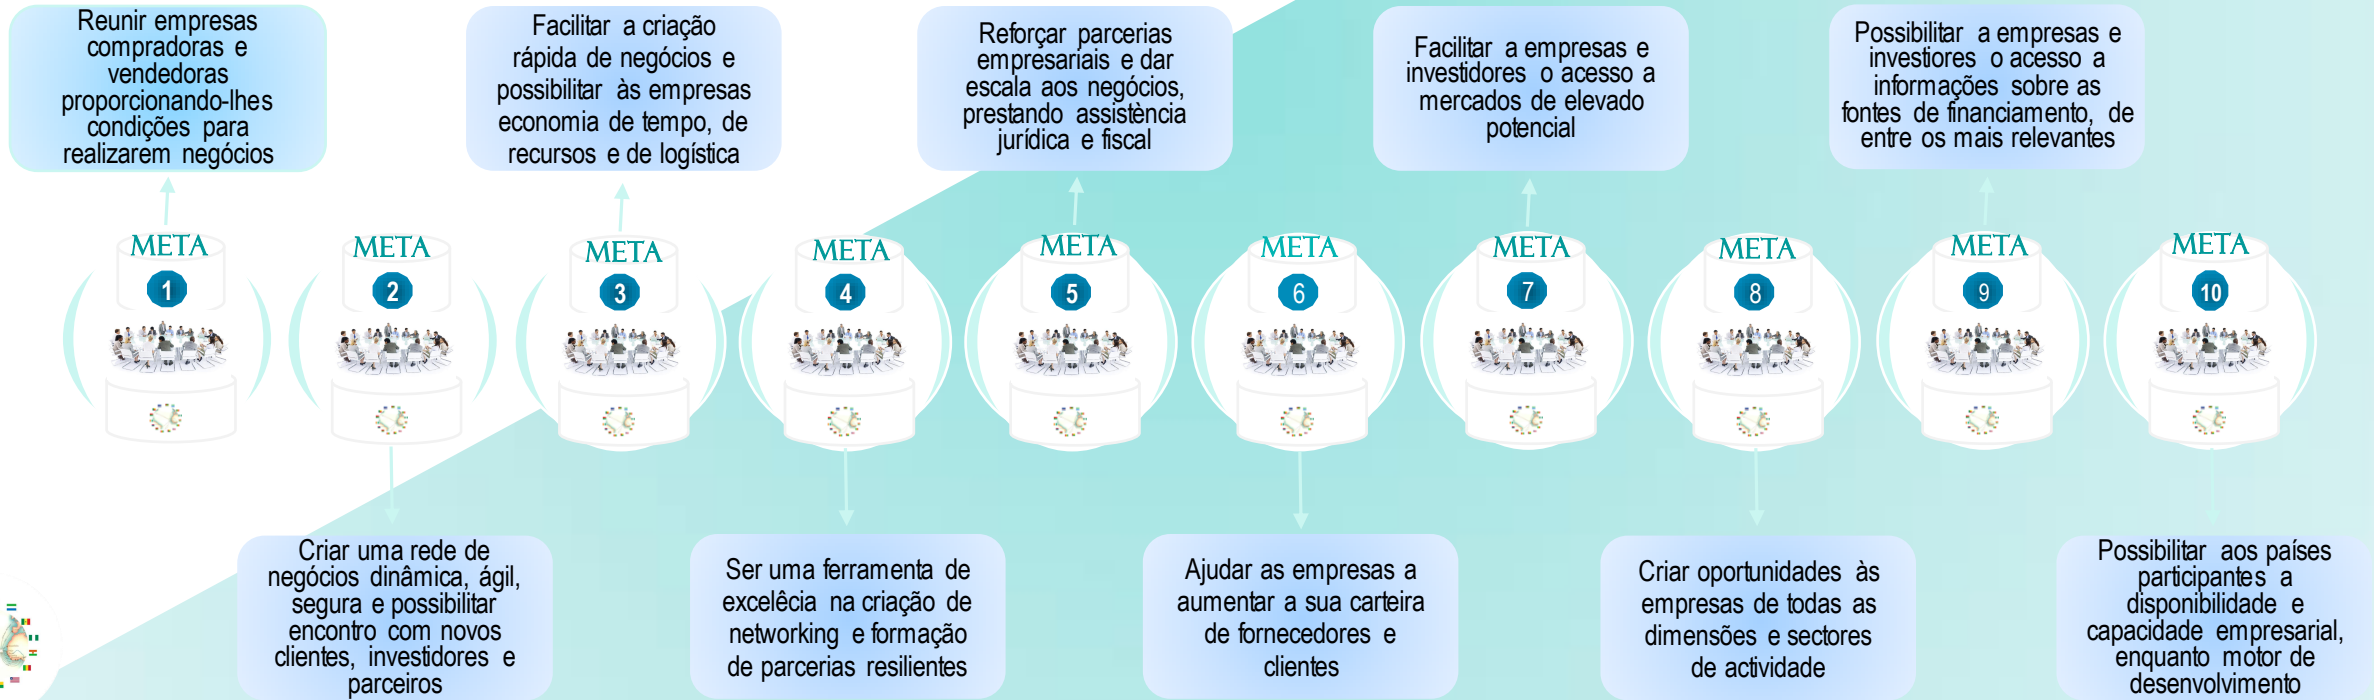 Reunir empresas
compradoras e
vendedoras
proporcionando-lhes
condições para
realizarem negócios
Facilitar a criação
rápida de negócios e
possibilitar às empresas
economia de tempo, de
recursos e de logística
Reforçar parcerias
empresariais e dar
escala aos negócios,
prestando assistència
jurídica e fiscal
Facilitar a empresas e
investidores o acesso a
mercados de elevado
potencial
Possibilitar a empresas e
investiores o acesso a
informações sobre as
fontes de financiamento, de
entre os mais relevantes
META
1
META
2
META
3
META
4
META
5
META
6
META
7
META
8
META
9
META
10
Criar uma rede de
negócios dinâmica, ágil,
segura e possibilitar
encontro com novos
clientes, investidores e
parceiros
Ser uma ferramenta de
excelêcia na criação de
networking e formação
de parcerias resilientes
Ajudar as empresas a
aumentar a sua carteira
de fornecedores e
clientes
Criar oportunidades às
empresas de todas as
dimensões e sectores
de actividade
Possibilitar aos países
participantes a
disponibilidade e
capacidade empresarial,
enquanto motor de
desenvolvimento